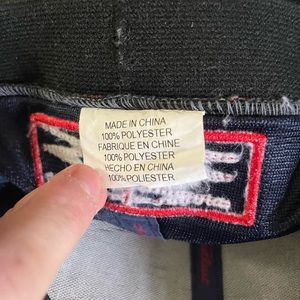 MADE IN CHINA
100% POLYESTER
FABRIQUE EN CHINE
100% POLYESTER
HECHO EN CHINA
100% POLIESTER